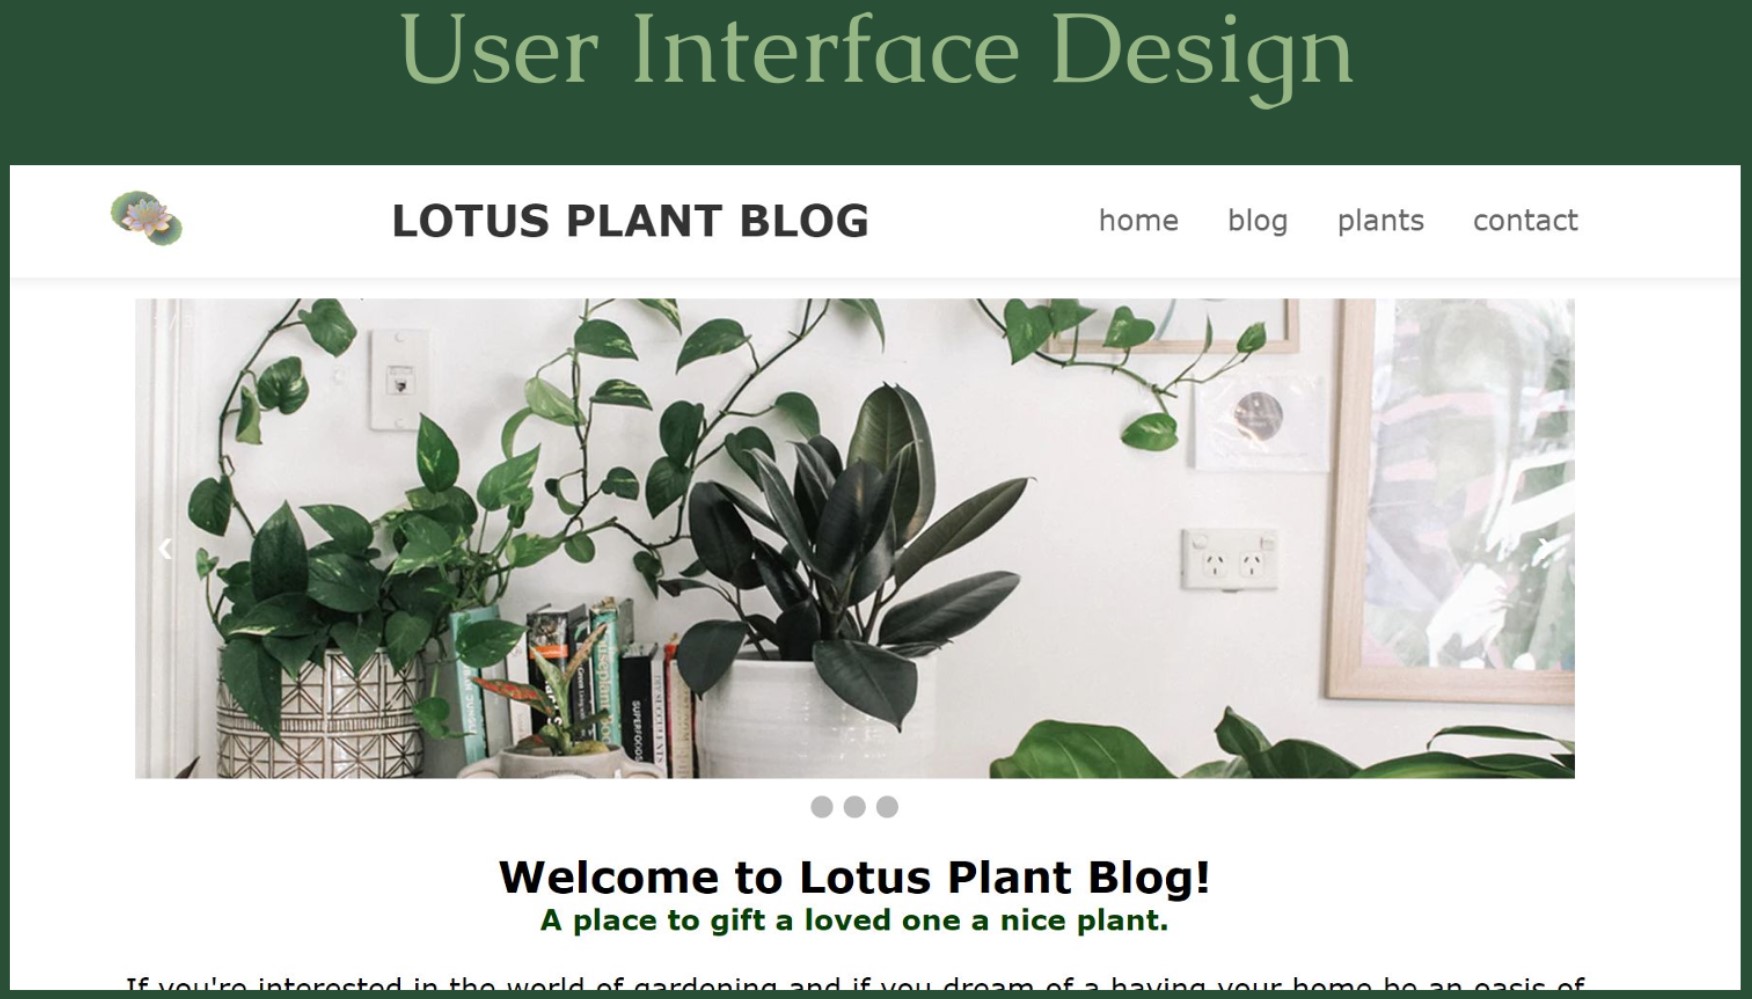 User Interface Design
LOTUS PLANT BLOG
home blog plants contact
SUPERFOODS
Welcome to Lotus Plant Blog!
A place to gift a loved one a nice plant.
If you're interested in the world of gardening and if you dream of a having your home be an oasis of